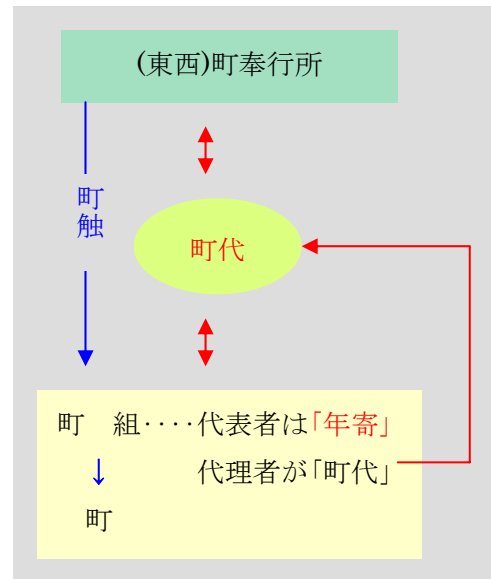 (東西)町奉行所
町触
町代
町　組‥‥代表者は「年寄」
↓　　　　代理者が「町代」
町